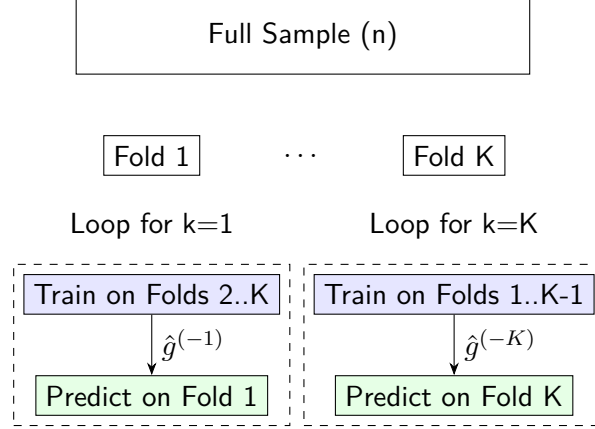 Full Sample (n)
Fold 1 ... Fold K
Loop for k=1 Loop for k=K
Train on Folds 2..K Train on Folds 1..K-1
ĝ^(−1) ĝ^(−K)
Predict on Fold 1 Predict on Fold K